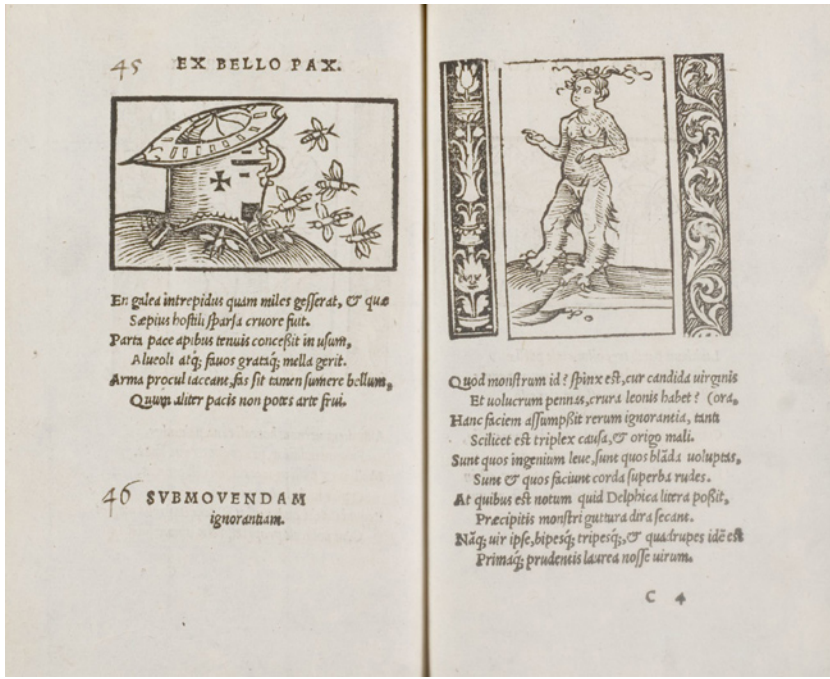 45 EX BELLO PAX.
En galea intrepidus quam miles gesserat, & quæ
Sæpius hostili sparsa cruore fuit.
Parta pace apibus tenuis concessit in usum,
Alueoli atq; fauos grataq; mella gerit.
Arma procul iaceant, fas sit tamen sumere bellum,
Quum aliter pacis non potes arte frui.
46 SVBMOVENDAM
ignorantiam.
Quòd monstrum id? sphinx est, cur candida uirginis
Et uolucrum pennas, crura leonis habet? (ora,
Hanc faciem assumpsit rerum ignorantia, tanti
Scilicet est triplex causa, & origo mali.
Sunt quos ingenium leue, sunt quos blãda uoluptas,
Sunt & quos faciunt corda superba rudes.
At quibus est notum quid Delphica litera possit,
Præcipitis monstri guttura dira secant.
Nãq; uir ipse, bipesq; tripesq;, & quadrupes idẽ est
Primaq; prudentis laurea nosse uirum.
C 4